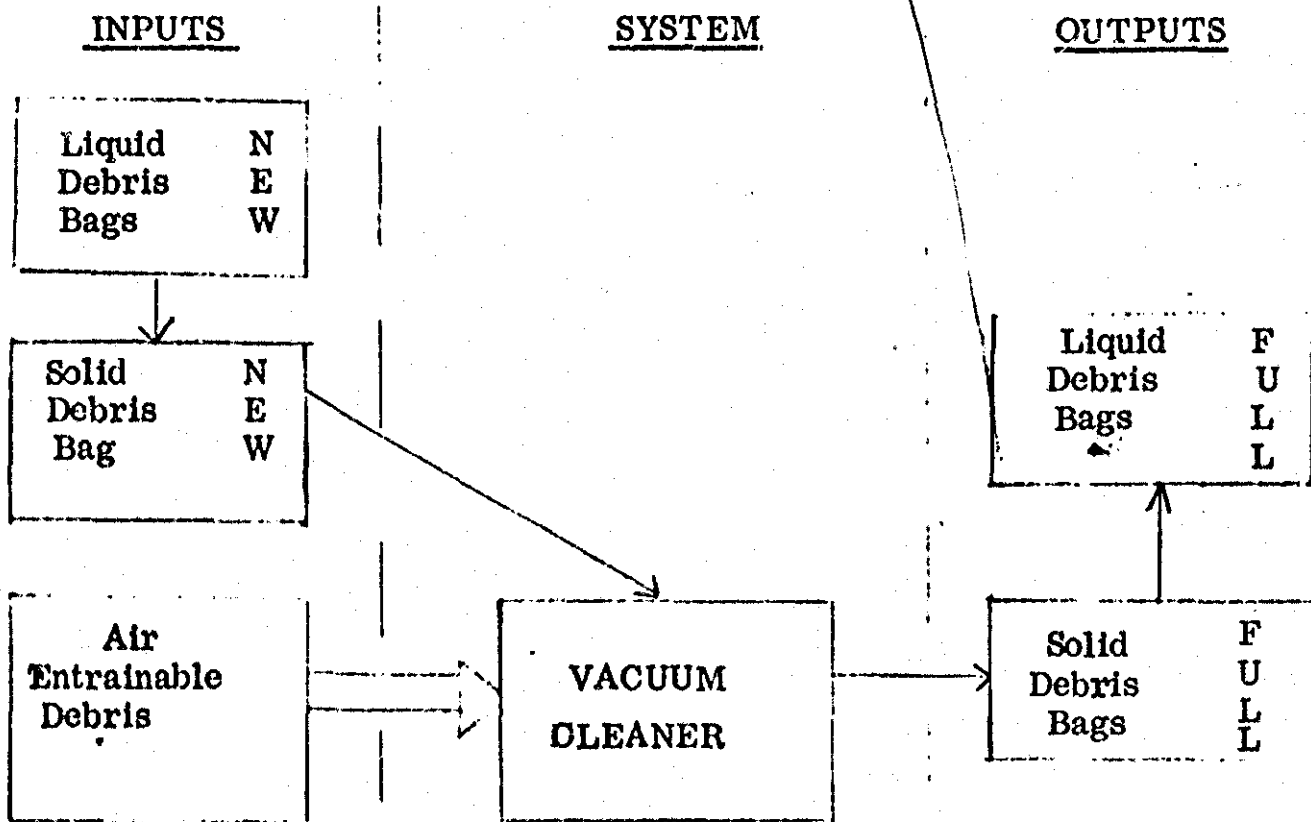 INPUTS
SYSTEM
OUTPUTS
Liquid N
Debris E
Bags W
Solid N
Debris E
Bag W
Air
Entrainable
Debris
VACUUM
CLEANER
Liquid F
Debris U
Bags L
L
Solid F
Debris U
Bags L
L